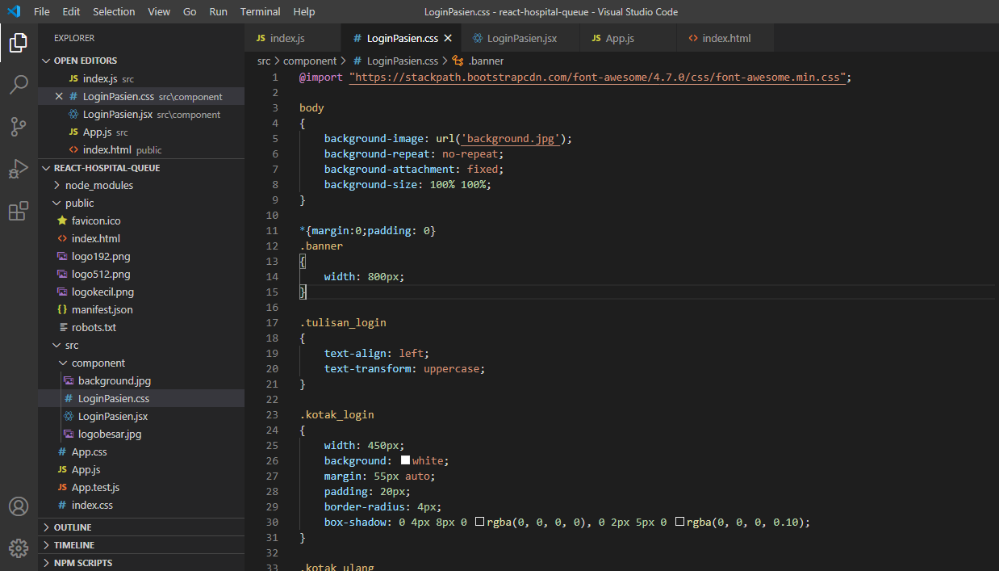 File Edit Selection View Go Run Terminal Help LoginPasien.css - react-hospital-queue - Visual Studio Code
EXPLORER
OPEN EDITORS
JS index.js src
# LoginPasien.css src\component
LoginPasien.jsx src\component
JS App.js src
<> index.html public
REACT-HOSPITAL-QUEUE
node_modules
public
favicon.ico
<> index.html
logo192.png
logo512.png
logokecil.png
{} manifest.json
robots.txt
src
component
background.jpg
# LoginPasien.css
LoginPasien.jsx
logobesar.jpg
# App.css
JS App.js
JS App.test.js
# index.css
OUTLINE
TIMELINE
NPM SCRIPTS
JS index.js # LoginPasien.css LoginPasien.jsx JS App.js <> index.html
src > component > # LoginPasien.css > .banner
1 @import "https://stackpath.bootstrapcdn.com/font-awesome/4.7.0/css/font-awesome.min.css";
2
3 body
4 {
5 background-image: url('background.jpg');
6 background-repeat: no-repeat;
7 background-attachment: fixed;
8 background-size: 100% 100%;
9 }
10
11 *{margin:0;padding: 0}
12 .banner
13 {
14 width: 800px;
15 }
16
17 .tulisan_login
18 {
19 text-align: left;
20 text-transform: uppercase;
21 }
22
23 .kotak_login
24 {
25 width: 450px;
26 background: white;
27 margin: 55px auto;
28 padding: 20px;
29 border-radius: 4px;
30 box-shadow: 0 4px 8px 0 rgba(0, 0, 0, 0), 0 2px 5px 0 rgba(0, 0, 0, 0.10);
31 }
32
33 .kotak_ulang